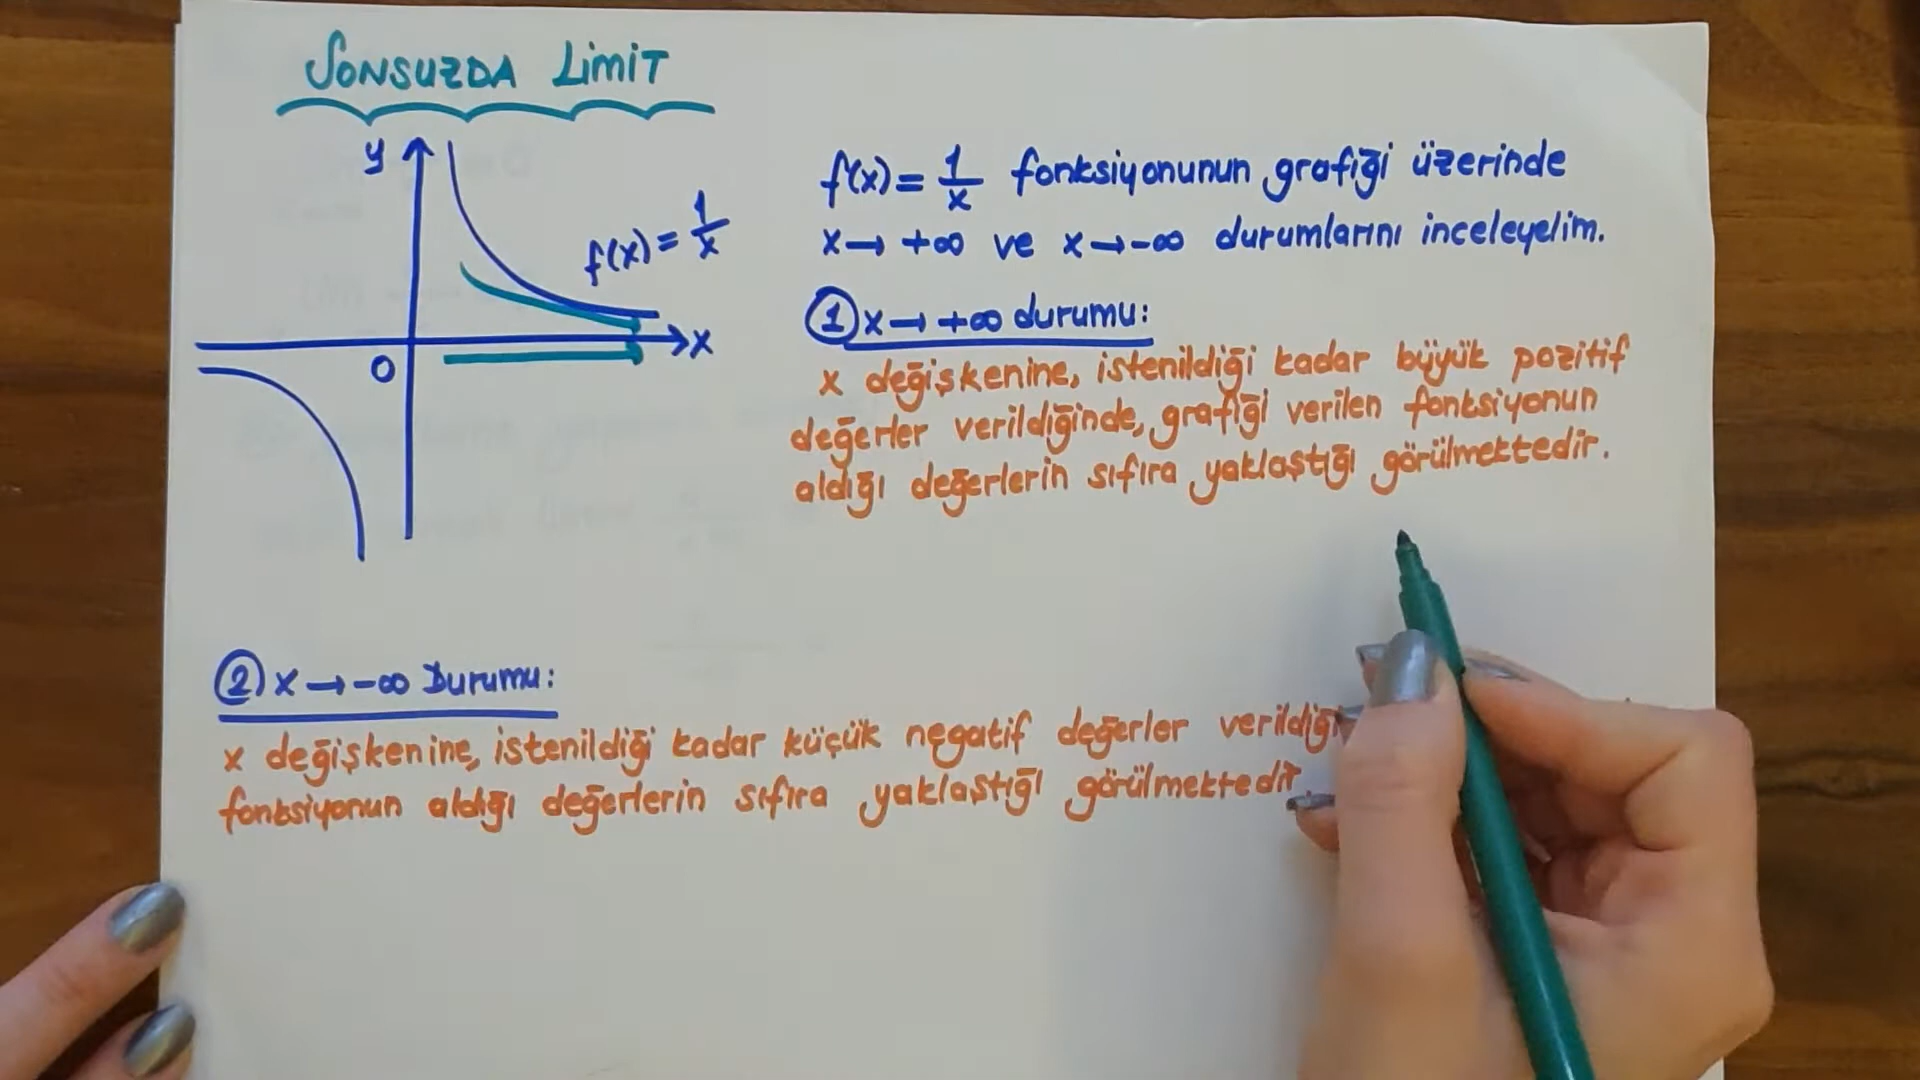 SONSUZDA LİMİT
y
f(x) = 1/x
x
0
f(x) = 1/x fonksiyonunun grafiği üzerinde
x → +∞ ve x → -∞ durumlarını inceleyelim.
1 x → +∞ durumu:
x değişkenine, istenildiği kadar büyük pozitif
değerler verildiğinde, grafiği verilen fonksiyonun
aldığı değerlerin sıfıra yaklaştığı görülmektedir.
2 x → -∞ Durumu:
x değişkenine, istenildiği kadar küçük negatif değerler
fonksiyonun aldığı değerlerin sıfıra yaklaştığı görülmektedir.